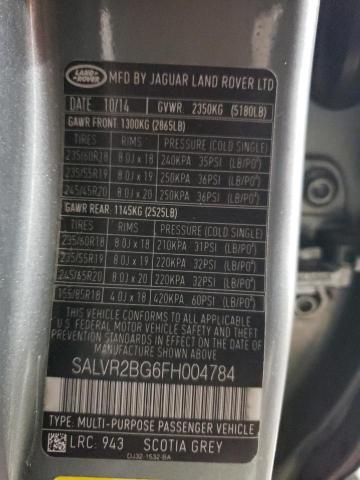 LAND ROVER
MFD BY JAGUAR LAND ROVER LTD
DATE: 10/14 GVWR: 2350KG (5180LB)
GAWR FRONT 1300KG (2865LB)
TIRES RIMS PRESSURE (COLD SINGLE)
235/60R18 8.0J x 18 240KPA 35PSI (LB/PO²)
235/55R19 8.0J x 19 250KPA 36PSI (LB/PO²)
245/45R20 8.0J x 20 250KPA 36PSI (LB/PO²)
GAWR REAR: 1145KG (2525LB)
TIRES RIMS PRESSURE (COLD SINGLE)
235/60R18 8.0J x 18 210KPA 31PSI (LB/PO²)
235/55R19 8.0J x 19 220KPA 32PSI (LB/PO²)
245/45R20 8.0J x 20 220KPA 32PSI (LB/PO²)
155/85R18 4.0J x 18 420KPA 60PSI (LB/PO²)
THIS VEHICLE CONFORMS TO ALL APPLICABLE
FEDERAL MOTOR VEHICLE SAFETY, BUMPER, AND THEFT
PREVENTION STANDARDS IN EFFECT ON THE DATE
OF MANUFACTURE SHOWN ABOVE.
SALVR2BG6FH004784
TYPE: MULTI-PURPOSE PASSENGER VEHICLE
LRC: 943 SCOTIA GREY
DJ32-1532-BA